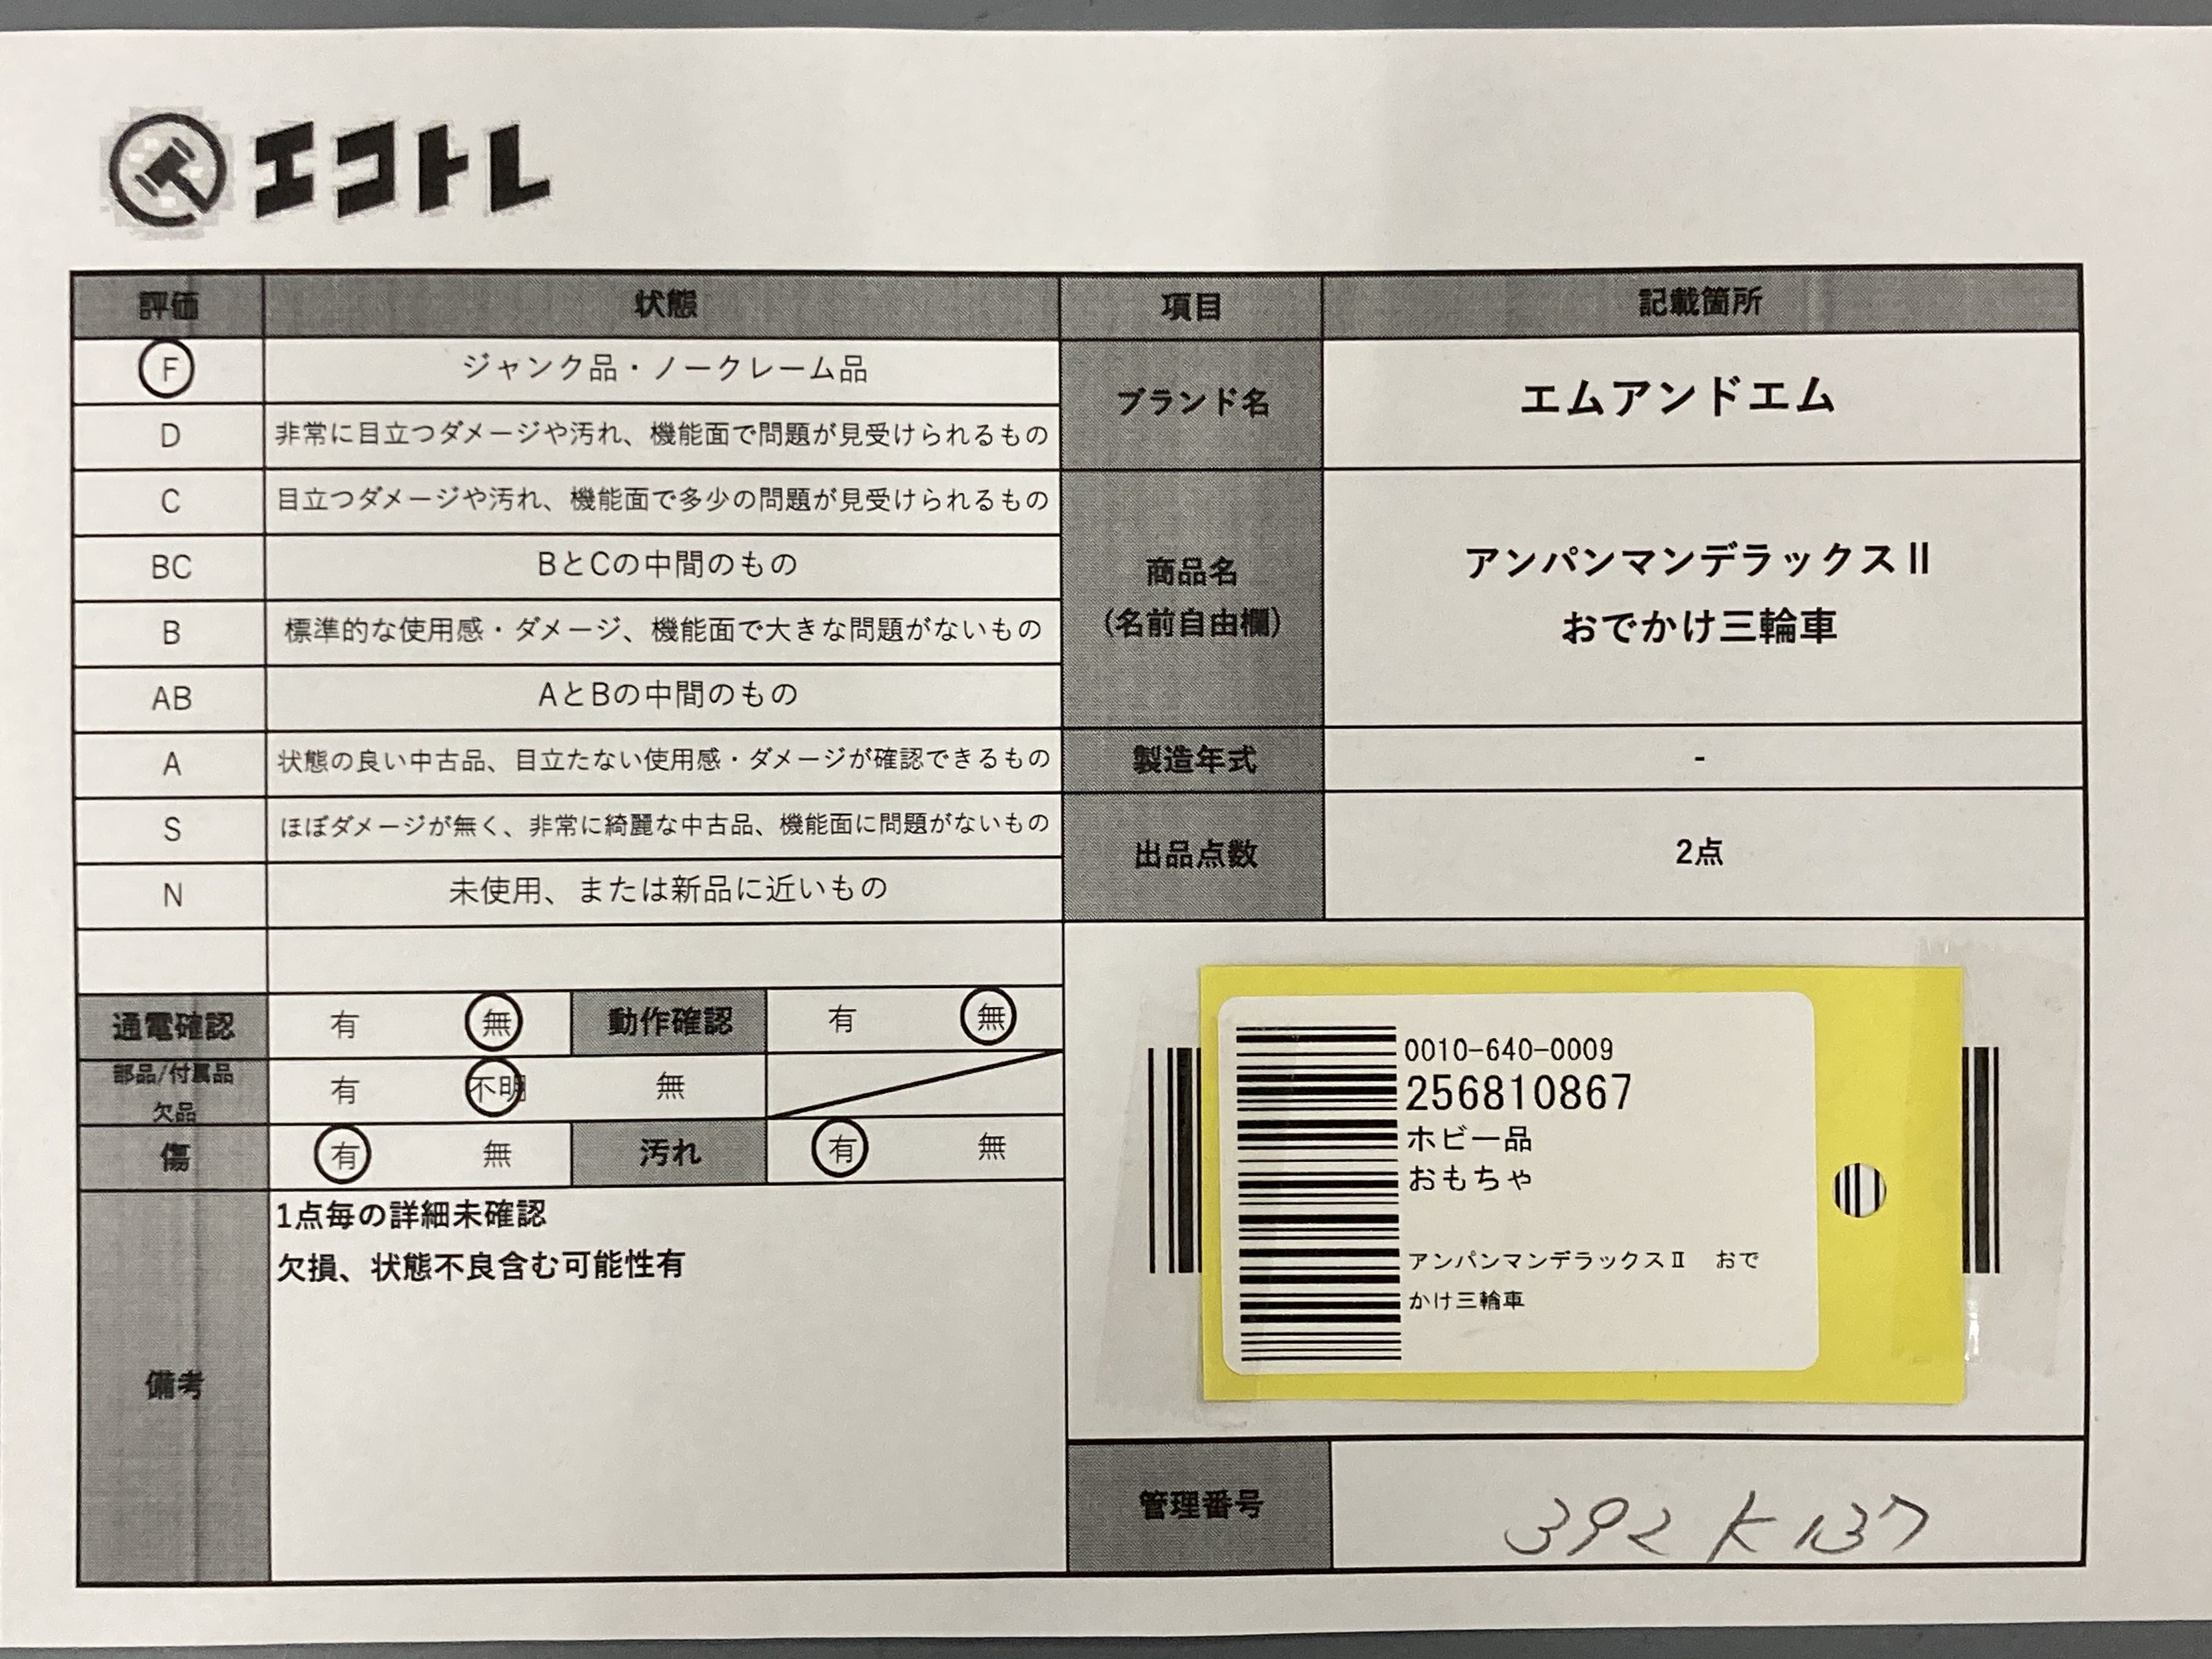 エコトレ
評価 状態 項目 記載箇所
F ジャンク品・ノークレーム品
D 非常に目立つダメージや汚れ、機能面で問題が見受けられるもの
C 目立つダメージや汚れ、機能面で多少の問題が見受けられるもの
BC BとCの中間のもの
B 標準的な使用感・ダメージ、機能面で大きな問題がないもの
AB AとBの中間のもの
A 状態の良い中古品、目立たない使用感・ダメージが確認できるもの
S ほぼダメージが無く、非常に綺麗な中古品、機能面に問題がないもの
N 未使用、または新品に近いもの
ブランド名 エムアンドエム
商品名
(名前自由欄)
アンパンマンデラックスⅡ
おでかけ三輪車
製造年式 -
出品点数 2点
通電確認 有 無 動作確認 有 無
部品/付属品
欠品
有 不明 無
傷 有 無 汚れ 有 無
備考
1点毎の詳細未確認
欠損、状態不良含む可能性有
0010-640-0009
256810867
ホビー品
おもちゃ
アンパンマンデラックスⅡ おで
かけ三輪車
管理番号 392 K 137